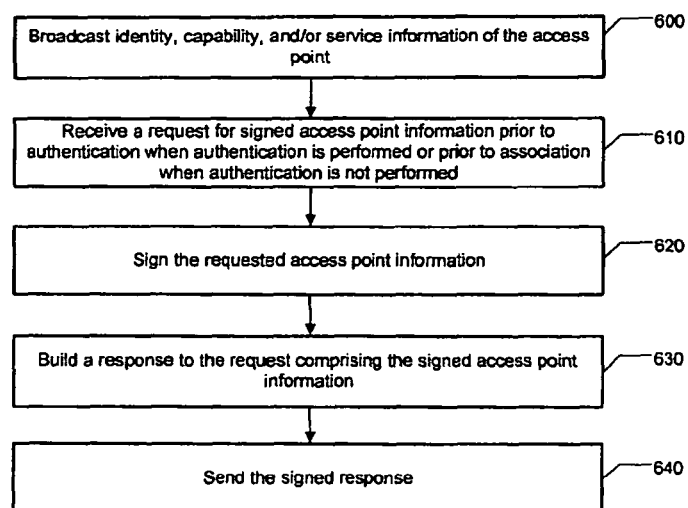 Broadcast identity, capability, and/or service information of the access
point
600
Receive a request for signed access point information prior to
authentication when authentication is performed or prior to association
when authentication is not performed
610
Sign the requested access point information
620
Build a response to the request comprising the signed access point
information
630
Send the signed response
640